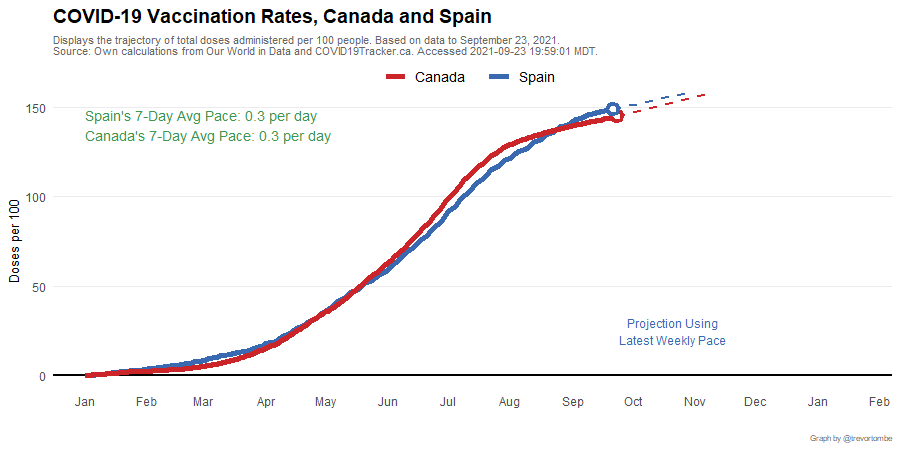 COVID-19 Vaccination Rates, Canada and Spain
Displays the trajectory of total doses administered per 100 people. Based on data to September 23, 2021.
Source: Own calculations from Our World in Data and COVID19Tracker.ca. Accessed 2021-09-23 19:59:01 MDT.
Canada Spain
Spain's 7-Day Avg Pace: 0.3 per day
Canada's 7-Day Avg Pace: 0.3 per day
Doses per 100
150
100
50
0
Projection Using
Latest Weekly Pace
Jan Feb Mar Apr May Jun Jul Aug Sep Oct Nov Dec Jan Feb
Graph by @trevortombe